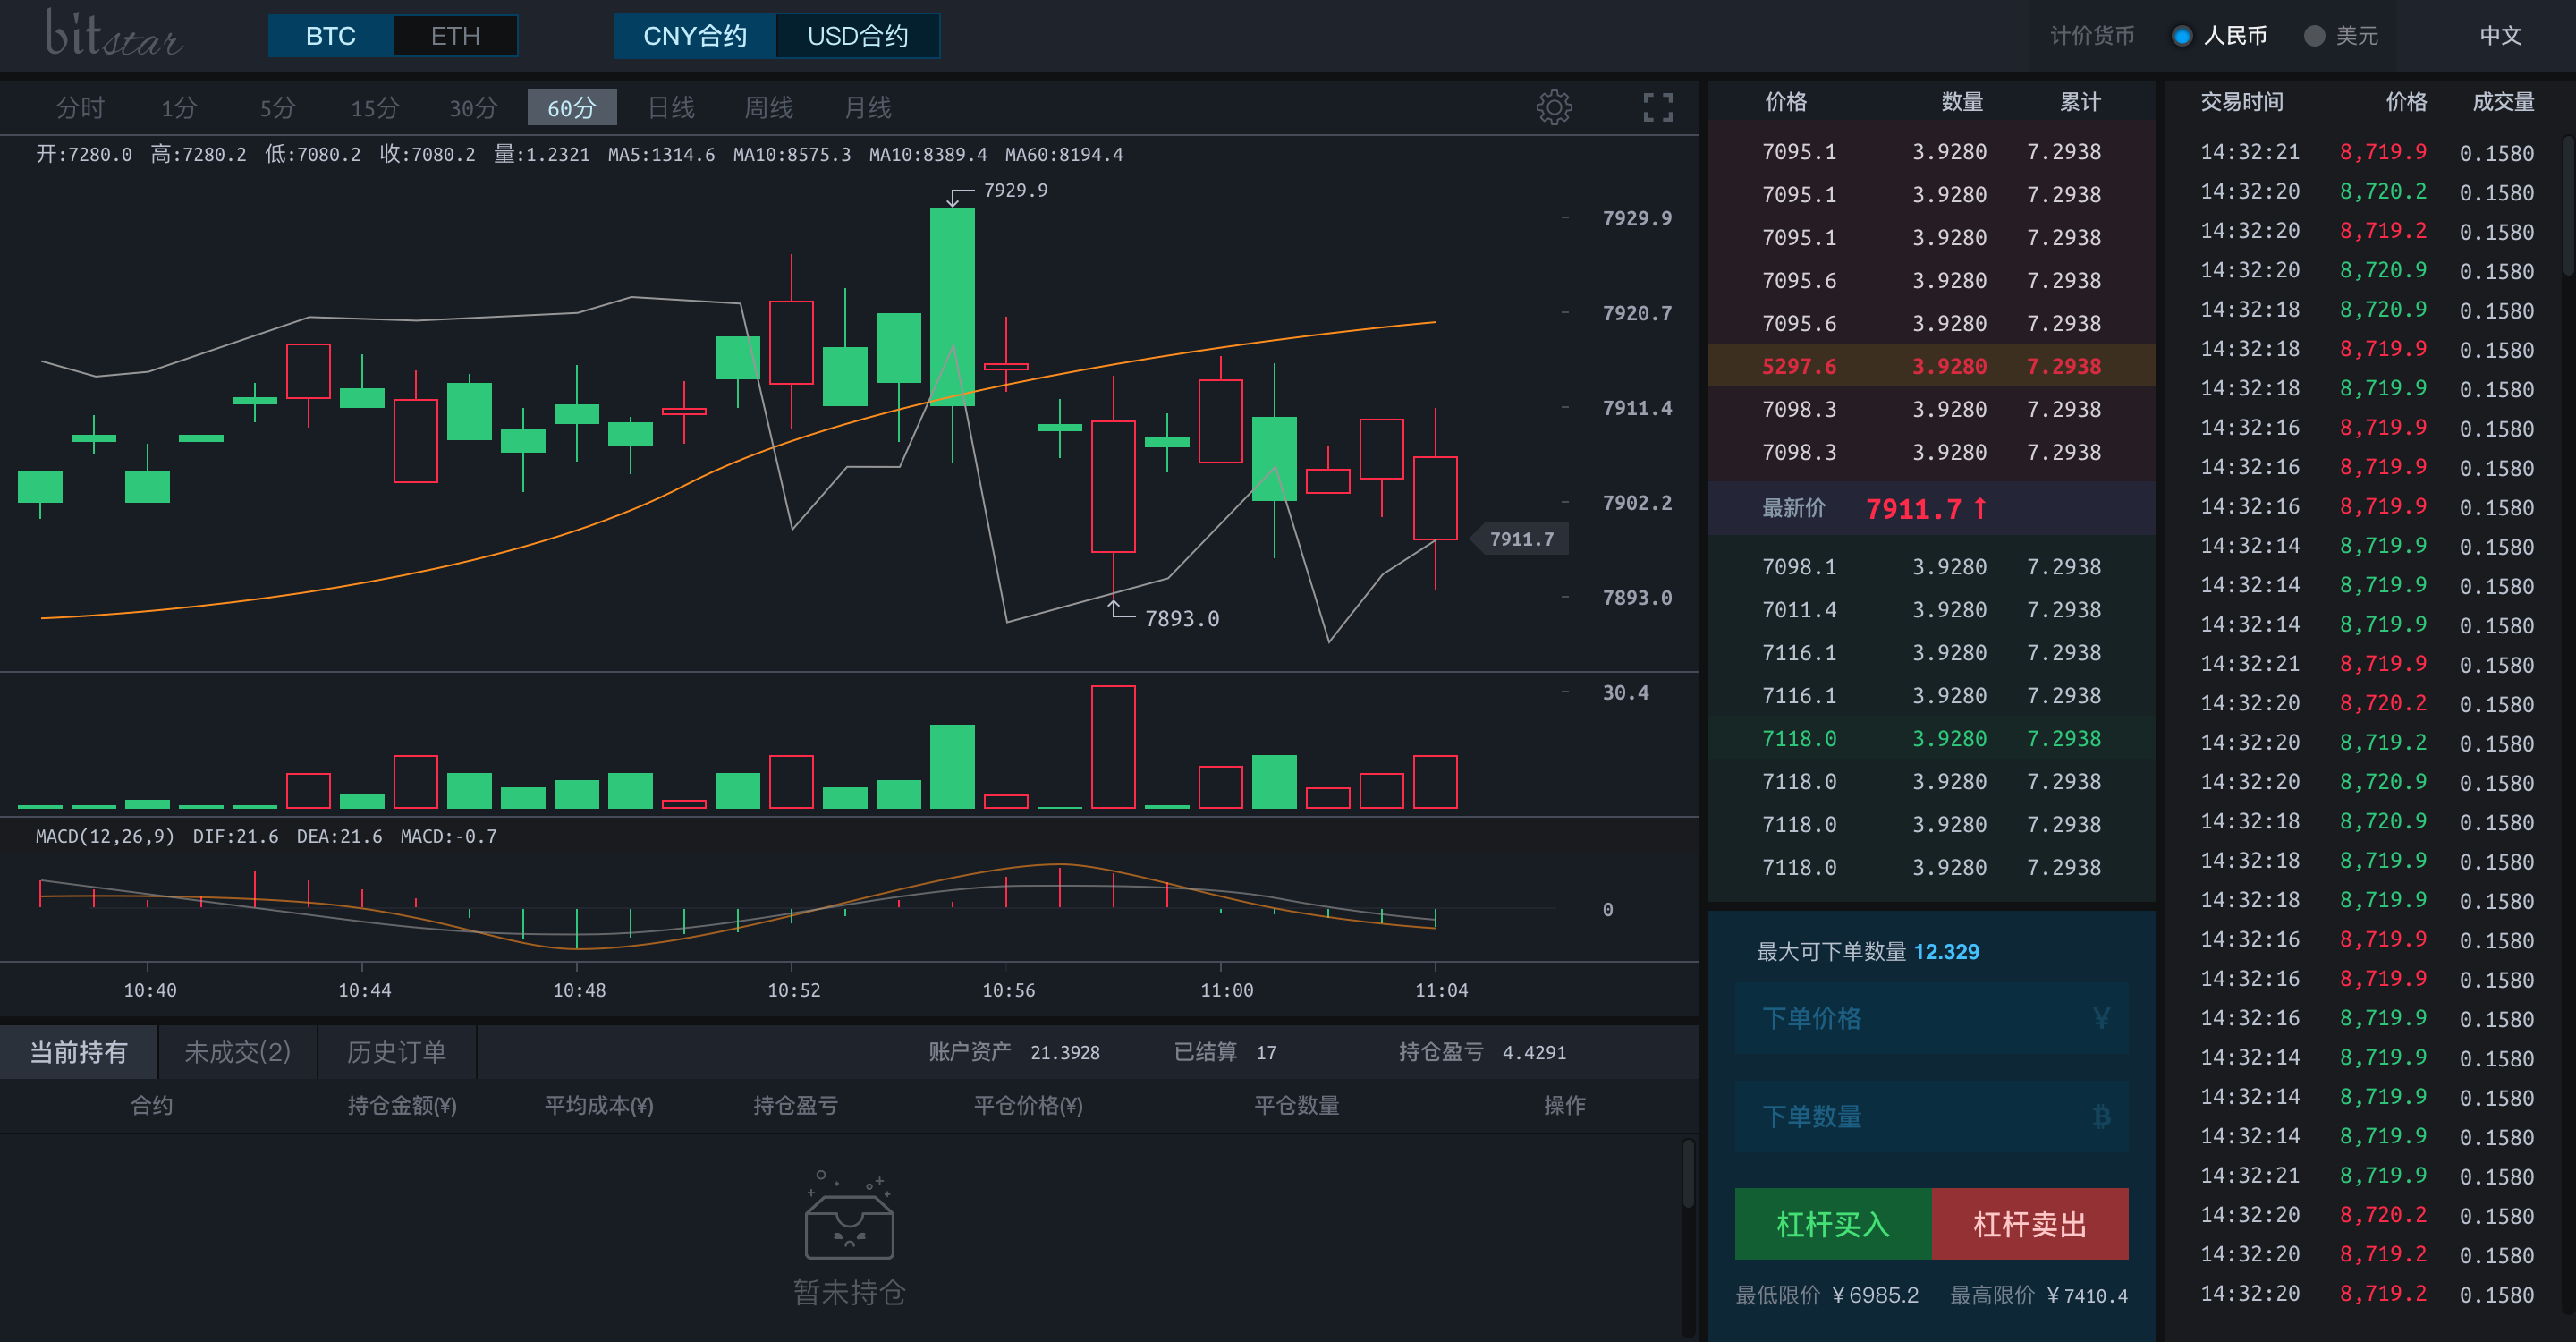 bitstar BTC ETH CNY合约 USD合约 计价货币 人民币 美元 中文
分时 1分 5分 15分 30分 60分 日线 周线 月线
开:7280.0 高:7280.2 低:7080.2 收:7080.2 量:1.2321 MA5:1314.6 MA10:8575.3 MA10:8389.4 MA60:8194.4
7929.9
7929.9
7920.7
7911.4
7902.2
7911.7
7893.0
7893.0
30.4
MACD(12,26,9) DIF:21.6 DEA:21.6 MACD:-0.7
0
10:40 10:44 10:48 10:52 10:56 11:00 11:04
当前持有 未成交(2) 历史订单 账户资产 21.3928 已结算 17 持仓盈亏 4.4291
合约 持仓金额(¥) 平均成本(¥) 持仓盈亏 平仓价格(¥) 平仓数量 操作
暂未持仓
价格 数量 累计
7095.1 3.9280 7.2938
7095.1 3.9280 7.2938
7095.1 3.9280 7.2938
7095.6 3.9280 7.2938
7095.6 3.9280 7.2938
5297.6 3.9280 7.2938
7098.3 3.9280 7.2938
7098.3 3.9280 7.2938
最新价 7911.7 ↑
7098.1 3.9280 7.2938
7011.4 3.9280 7.2938
7116.1 3.9280 7.2938
7116.1 3.9280 7.2938
7118.0 3.9280 7.2938
7118.0 3.9280 7.2938
7118.0 3.9280 7.2938
7118.0 3.9280 7.2938
最大可下单数量 12.329
下单价格 ¥
下单数量 ₿
杠杆买入 杠杆卖出
最低限价 ¥6985.2 最高限价 ¥7410.4
交易时间 价格 成交量
14:32:21 8,719.9 0.1580
14:32:20 8,720.2 0.1580
14:32:20 8,719.2 0.1580
14:32:20 8,720.9 0.1580
14:32:18 8,720.9 0.1580
14:32:18 8,719.9 0.1580
14:32:18 8,719.9 0.1580
14:32:16 8,719.9 0.1580
14:32:16 8,719.9 0.1580
14:32:16 8,719.9 0.1580
14:32:14 8,719.9 0.1580
14:32:14 8,719.9 0.1580
14:32:14 8,719.9 0.1580
14:32:21 8,719.9 0.1580
14:32:20 8,720.2 0.1580
14:32:20 8,719.2 0.1580
14:32:20 8,720.9 0.1580
14:32:18 8,720.9 0.1580
14:32:18 8,719.9 0.1580
14:32:18 8,719.9 0.1580
14:32:16 8,719.9 0.1580
14:32:16 8,719.9 0.1580
14:32:16 8,719.9 0.1580
14:32:14 8,719.9 0.1580
14:32:14 8,719.9 0.1580
14:32:14 8,719.9 0.1580
14:32:21 8,719.9 0.1580
14:32:20 8,720.2 0.1580
14:32:20 8,719.2 0.1580
14:32:20 8,719.2 0.1580